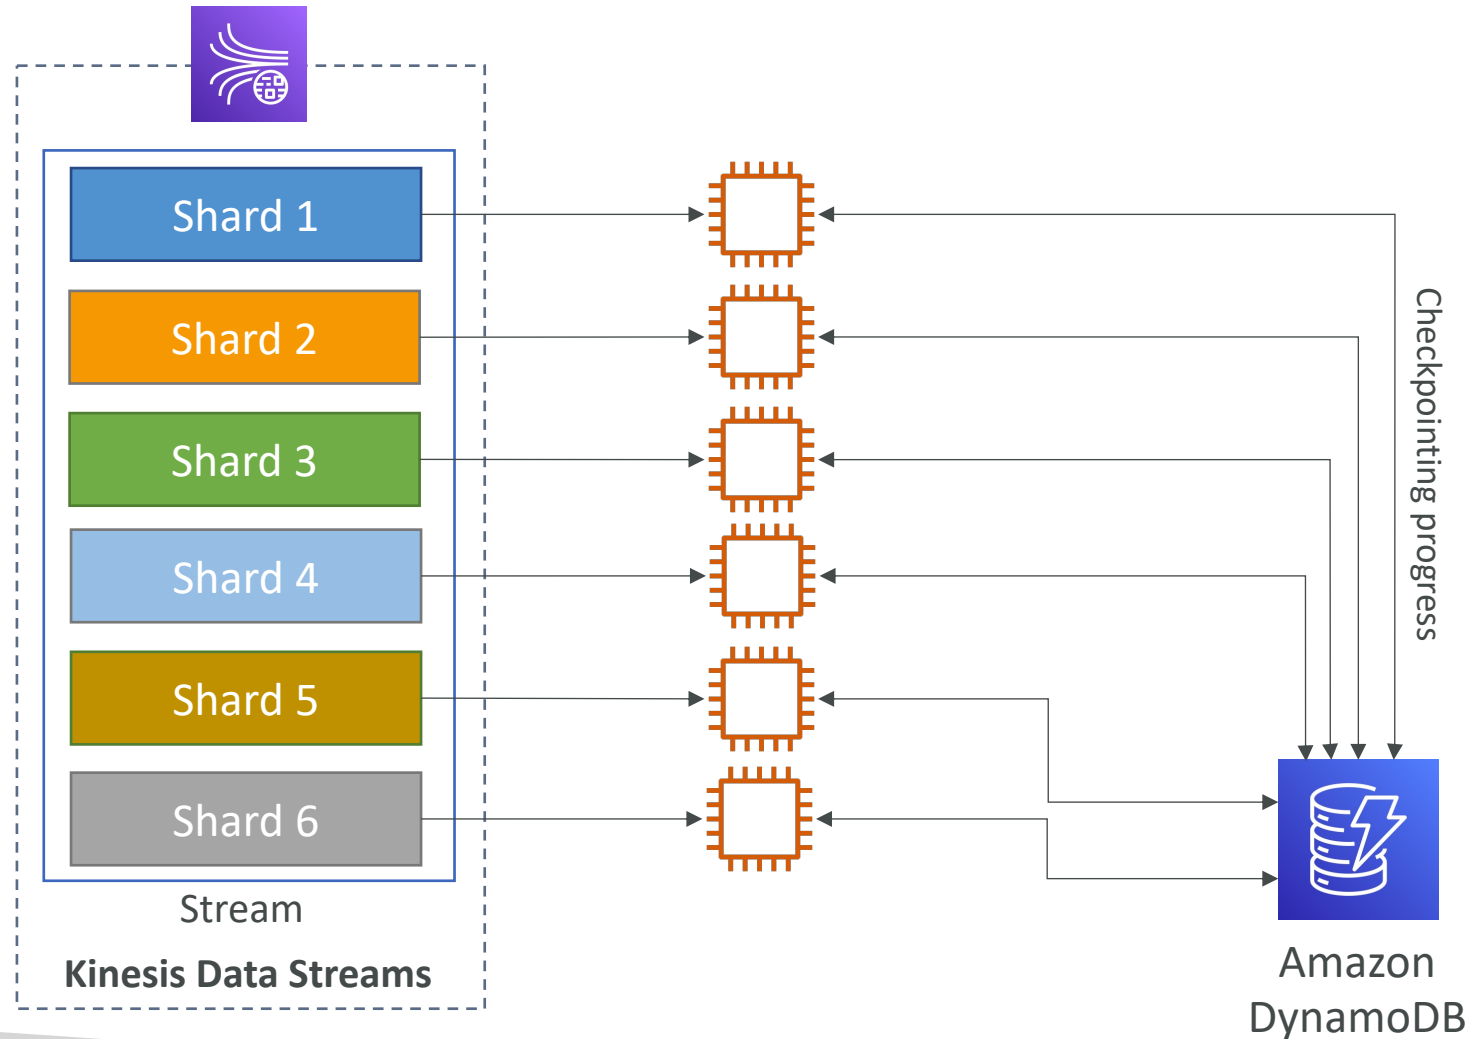 Shard 1
Shard 2
Shard 3
Shard 4
Shard 5
Shard 6
Stream
Kinesis Data Streams
Checkpointing progress
Amazon
DynamoDB